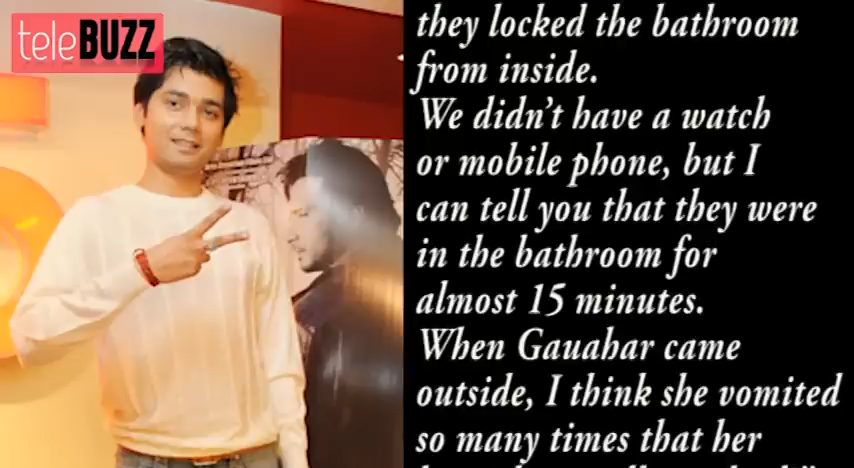 teleBUZZ
they locked the bathroom
from inside.
We didn't have a watch
or mobile phone, but I
can tell you that they were
in the bathroom for
almost 15 minutes.
When Gauahar came
outside, I think she vomited
so many times that her